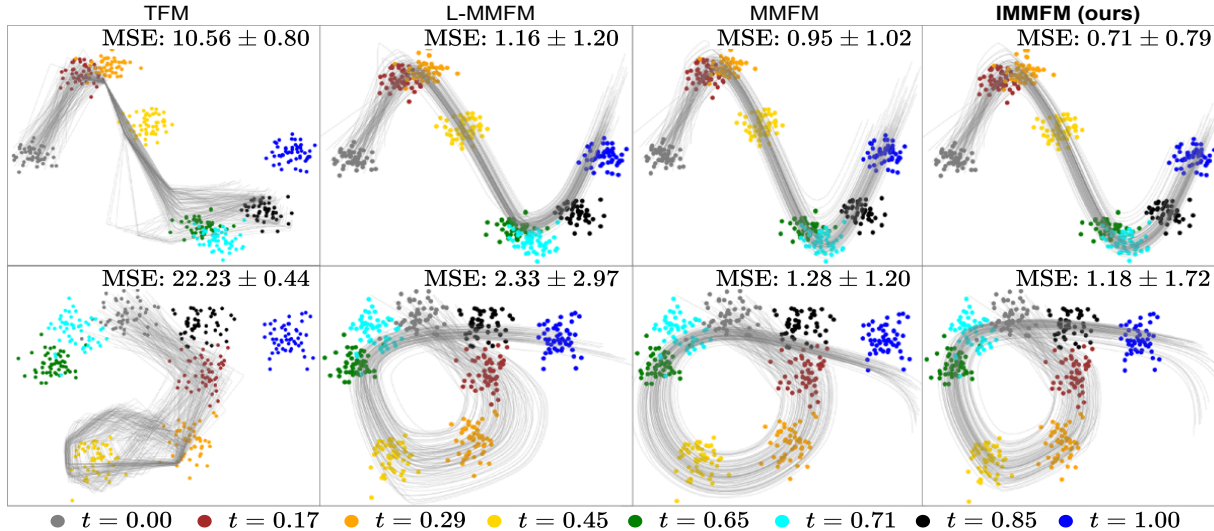 TFM L-MMFM MMFM IMMFM (ours)
MSE: 10.56 ± 0.80 MSE: 1.16 ± 1.20 MSE: 0.95 ± 1.02 MSE: 0.71 ± 0.79
MSE: 22.23 ± 0.44 MSE: 2.33 ± 2.97 MSE: 1.28 ± 1.20 MSE: 1.18 ± 1.72
t = 0.00 t = 0.17 t = 0.29 t = 0.45 t = 0.65 t = 0.71 t = 0.85 t = 1.00